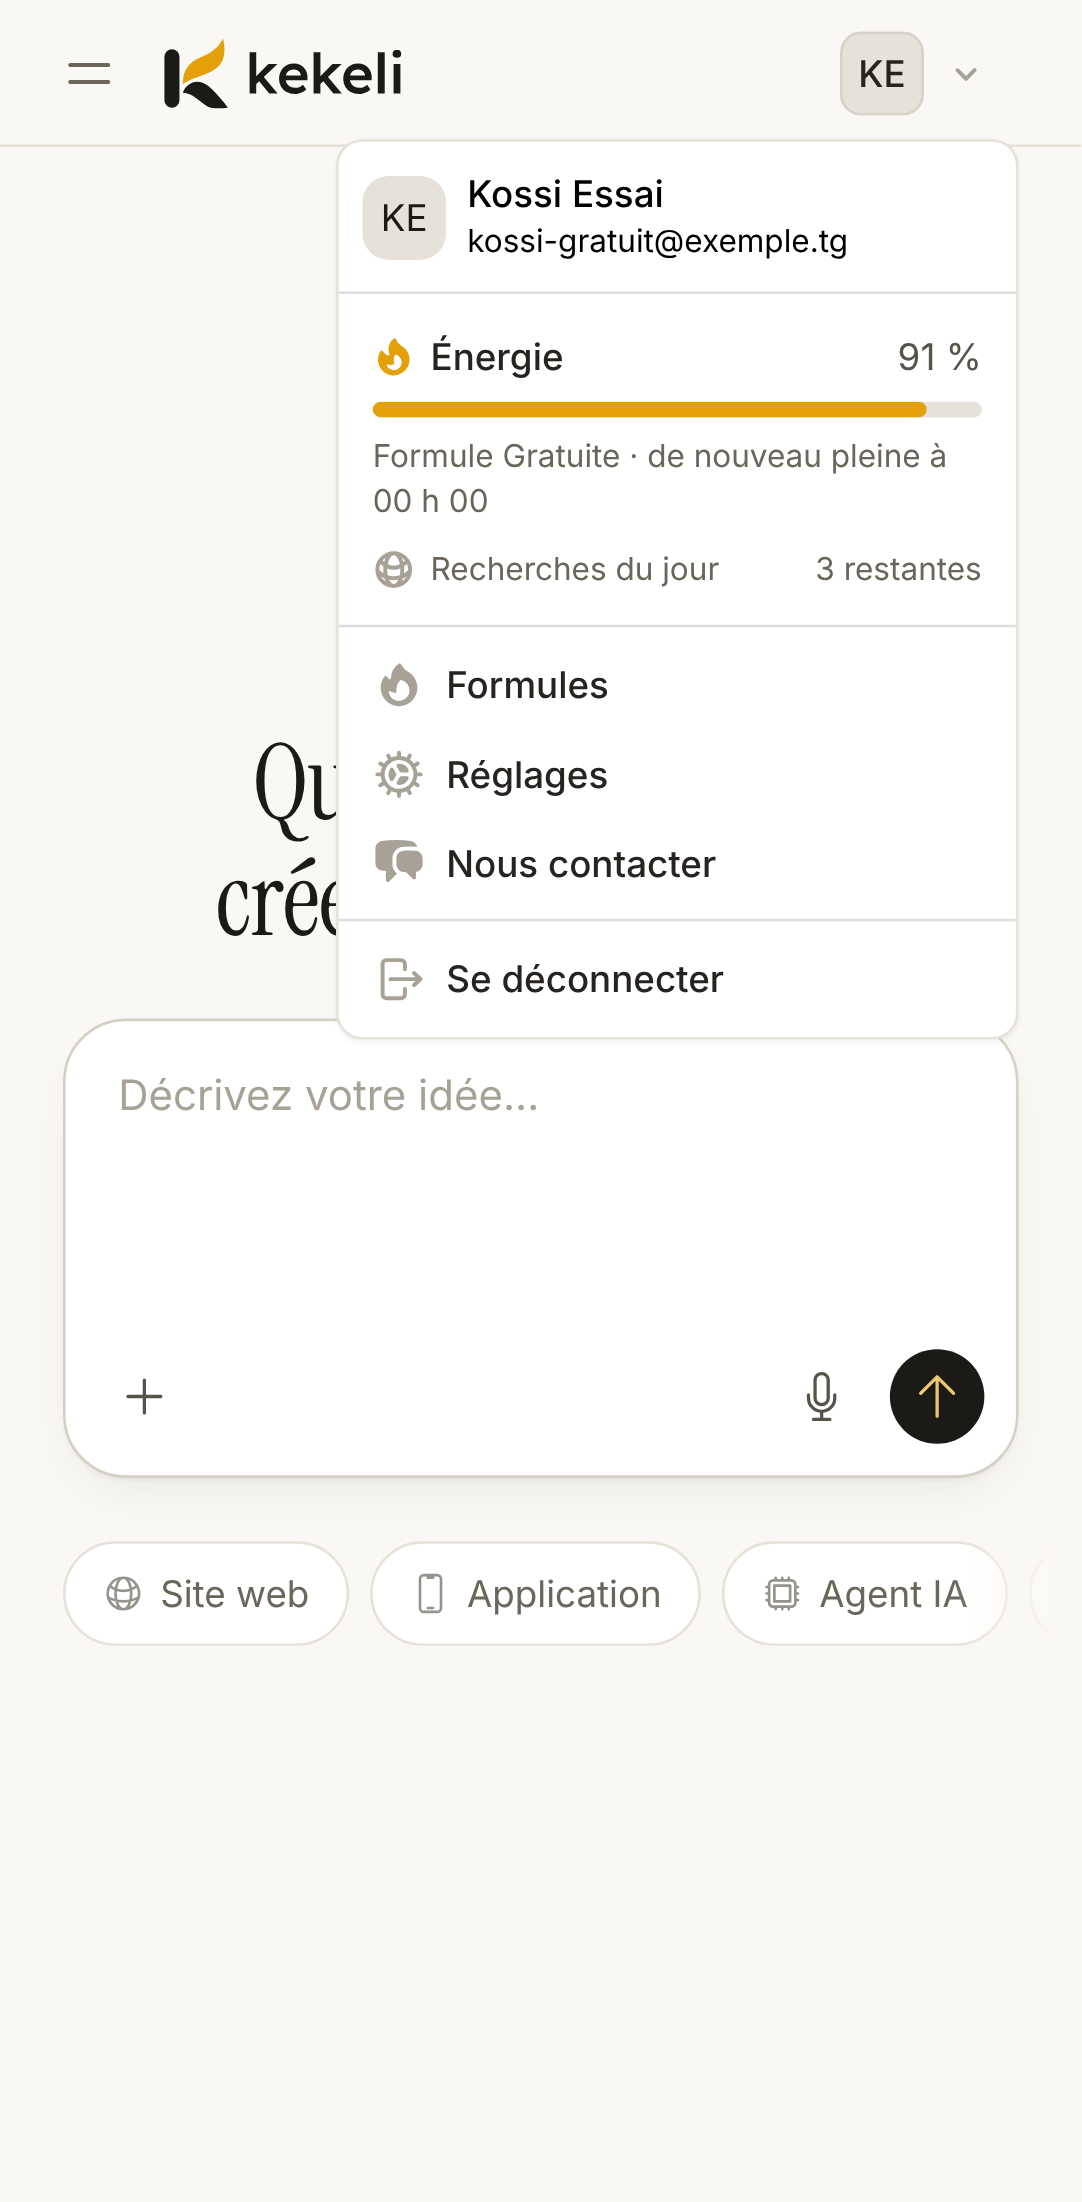 kekeli
KE
KE
Kossi Essai
kossi-gratuit@exemple.tg
Énergie
91 %
Formule Gratuite · de nouveau pleine à
00 h 00
Recherches du jour
3 restantes
Formules
Réglages
Nous contacter
Se déconnecter
Décrivez votre idée...
Site web
Application
Agent IA